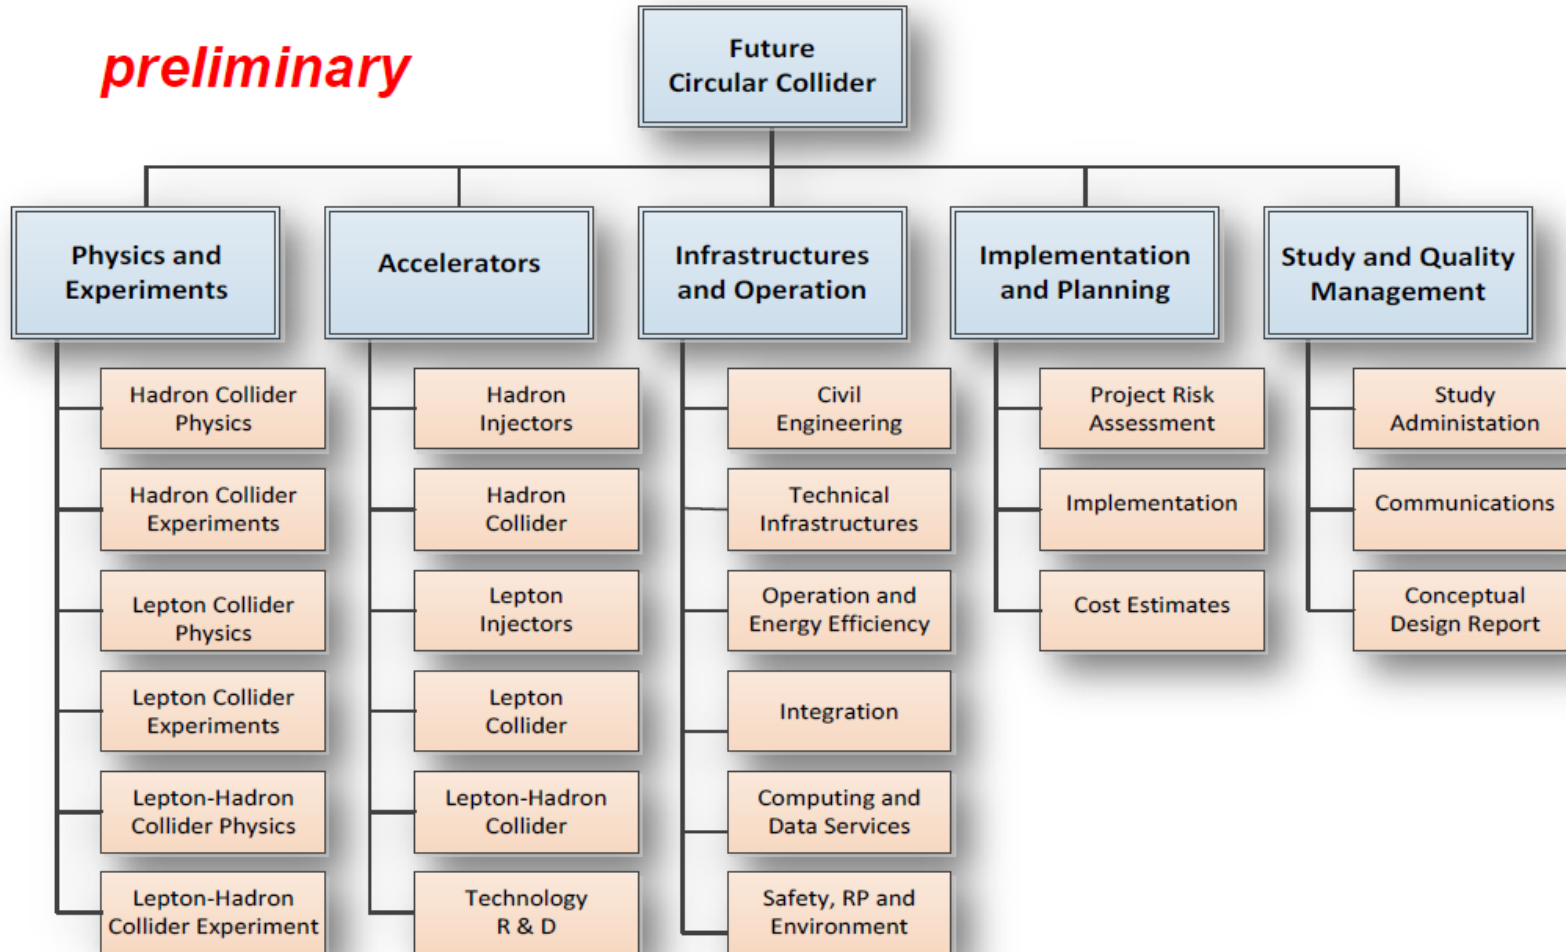 preliminary
Future
Circular Collider
Physics and
Experiments
Accelerators
Infrastructures
and Operation
Implementation
and Planning
Study and Quality
Management
Hadron Collider
Physics
Hadron Collider
Experiments
Lepton Collider
Physics
Lepton Collider
Experiments
Lepton-Hadron
Collider Physics
Lepton-Hadron
Collider Experiment
Hadron
Injectors
Hadron
Collider
Lepton
Injectors
Lepton
Collider
Lepton-Hadron
Collider
Technology
R & D
Civil
Engineering
Technical
Infrastructures
Operation and
Energy Efficiency
Integration
Computing and
Data Services
Safety, RP and
Environment
Project Risk
Assessment
Implementation
Cost Estimates
Study
Administation
Communications
Conceptual
Design Report